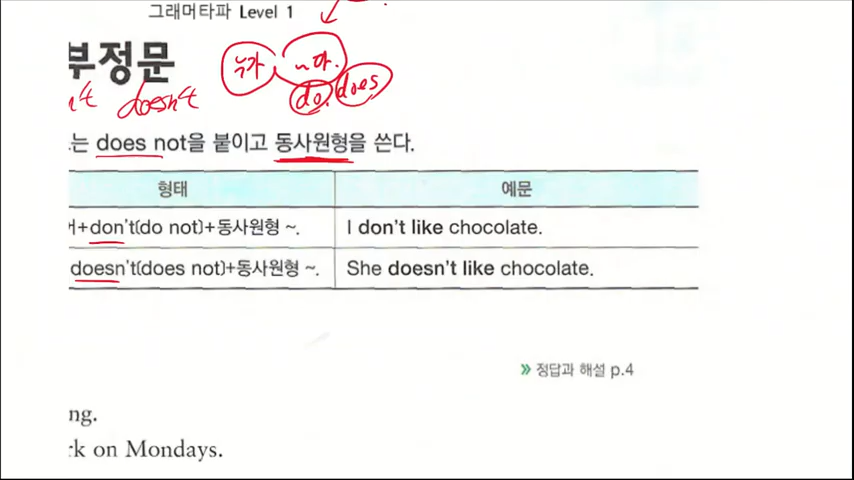 그래머타파 Level 1
부정문
누가 ~다.
n't doesn't do. does
는 does not을 붙이고 동사원형을 쓴다.
형태 예문
+don't(do not)+동사원형 ~. I don't like chocolate.
doesn't(does not)+동사원형 ~. She doesn't like chocolate.
» 정답과 해설 p.4
ng.
rk on Mondays.